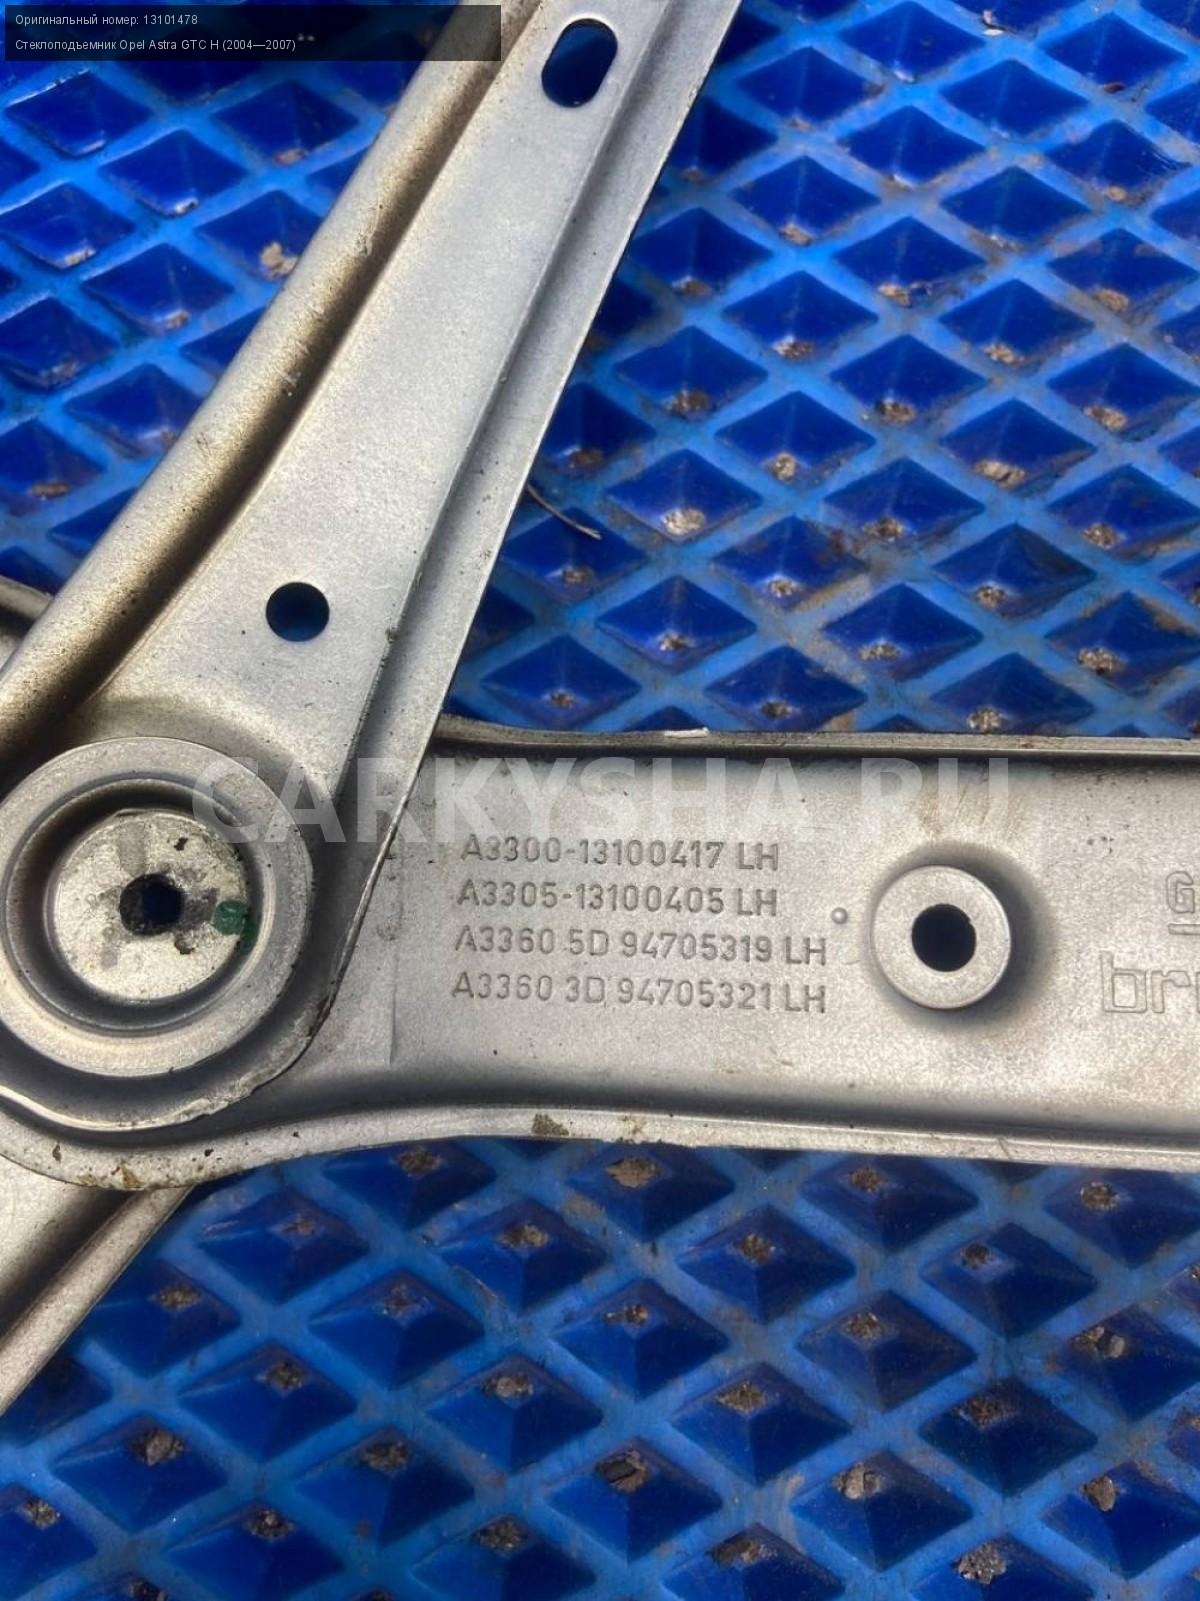 Оригинальный номер: 13101478
Стеклоподъемник Opel Astra GTC H (2004—2007)
CARKYSHA.RU
A3300-13100417 LH
A3305-13100405 LH
A3360 5D 94705319 LH
A3360 3D 94705321 LH
G
br